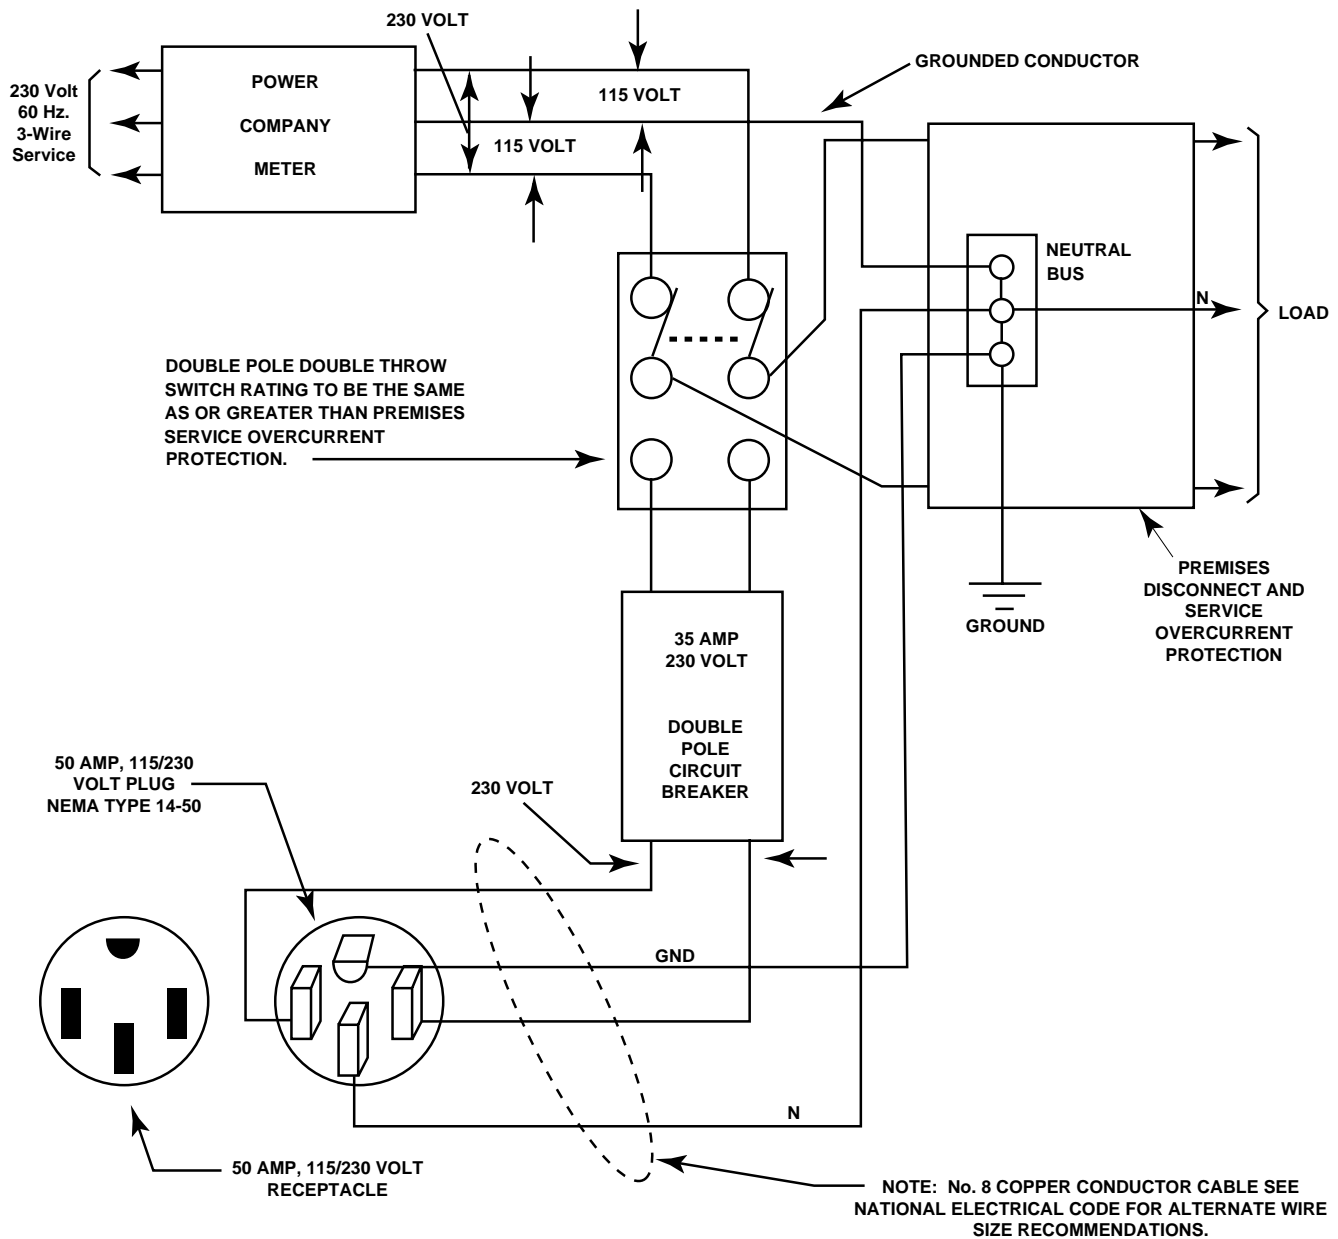 230 VOLT
GROUNDED CONDUCTOR
230 Volt
60 Hz.
3-Wire
Service
POWER
COMPANY
METER
115 VOLT
115 VOLT
NEUTRAL
BUS
N
LOAD
DOUBLE POLE DOUBLE THROW
SWITCH RATING TO BE THE SAME
AS OR GREATER THAN PREMISES
SERVICE OVERCURRENT
PROTECTION.
GROUND
PREMISES
DISCONNECT AND
SERVICE
OVERCURRENT
PROTECTION
35 AMP
230 VOLT
DOUBLE
POLE
CIRCUIT
BREAKER
50 AMP, 115/230
VOLT PLUG
NEMA TYPE 14-50
230 VOLT
GND
N
50 AMP, 115/230 VOLT
RECEPTACLE
NOTE: No. 8 COPPER CONDUCTOR CABLE SEE
NATIONAL ELECTRICAL CODE FOR ALTERNATE WIRE
SIZE RECOMMENDATIONS.